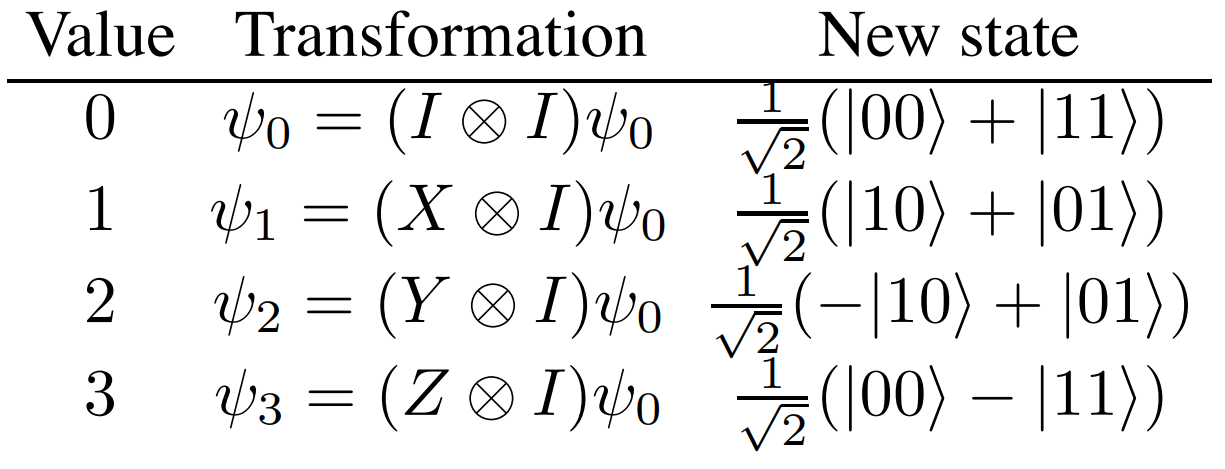 Value Transformation New state
0 ψ₀ = (I ⊗ I)ψ₀ 1/√2(|00⟩ + |11⟩)
1 ψ₁ = (X ⊗ I)ψ₀ 1/√2(|10⟩ + |01⟩)
2 ψ₂ = (Y ⊗ I)ψ₀ 1/√2(−|10⟩ + |01⟩)
3 ψ₃ = (Z ⊗ I)ψ₀ 1/√2(|00⟩ − |11⟩)